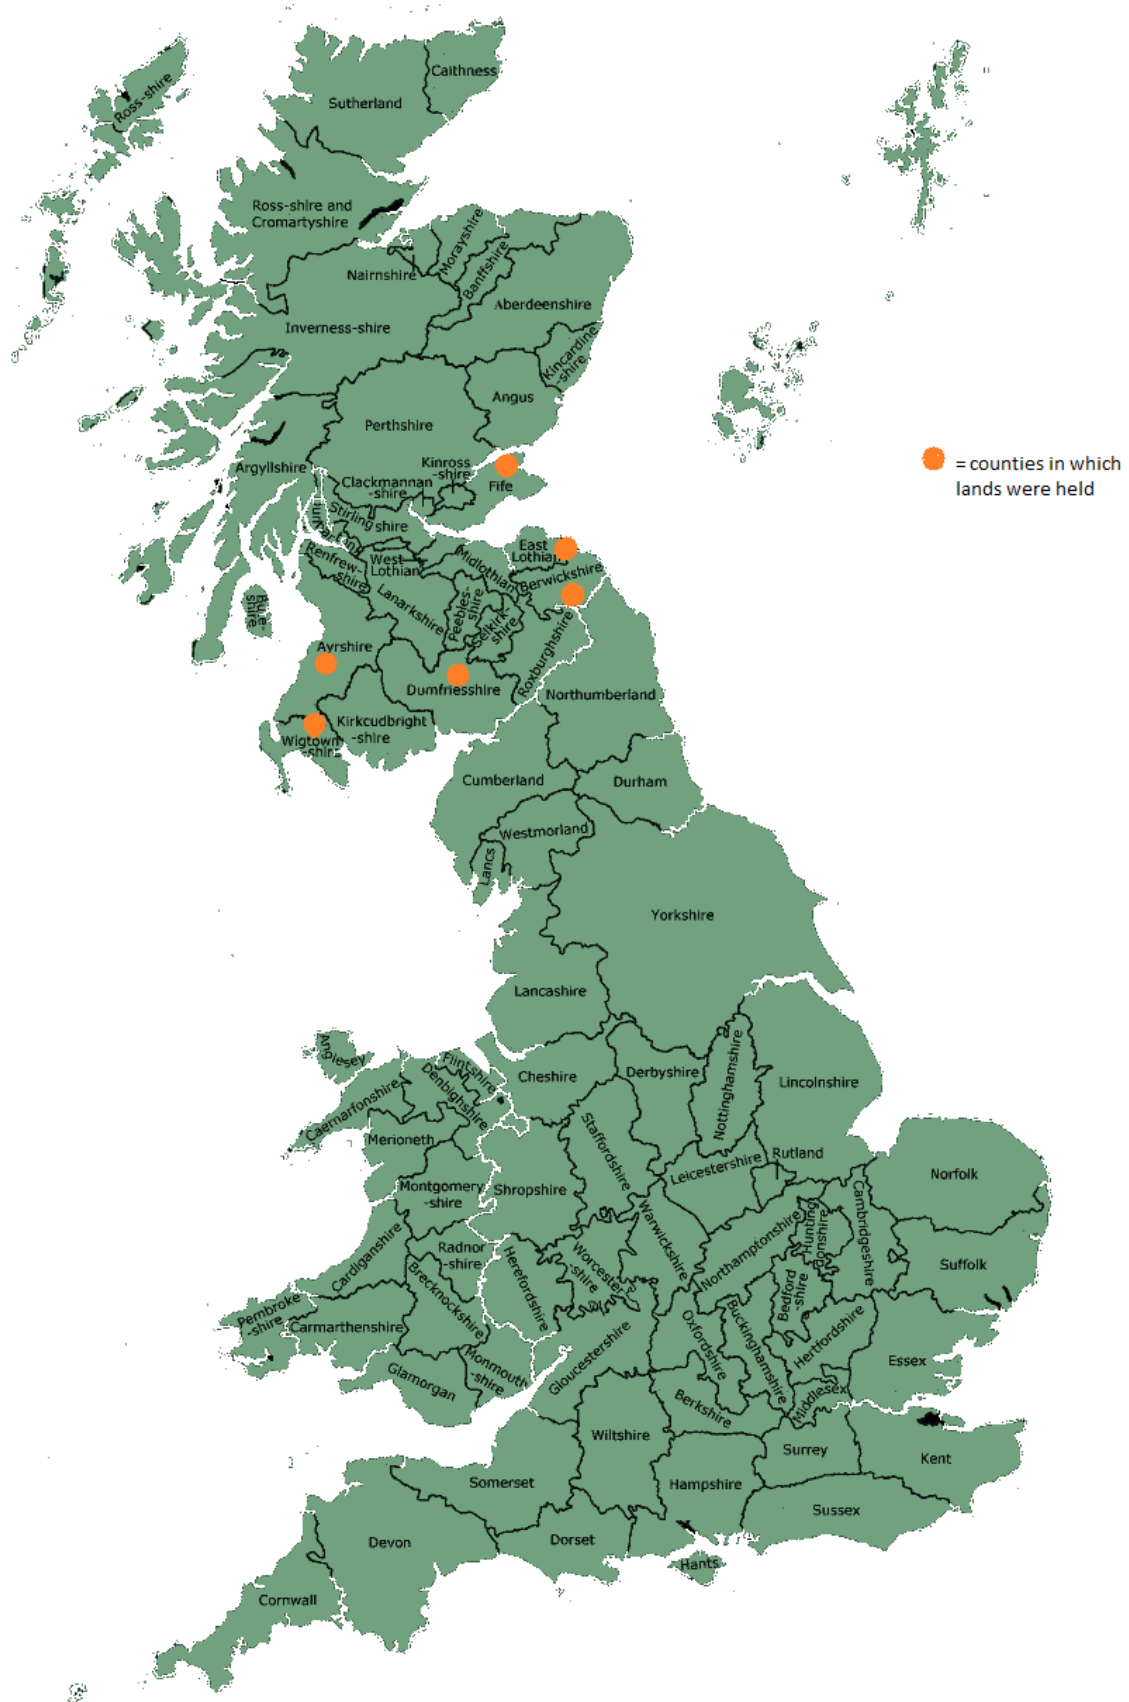 Caithness
Ross-shire
Sutherland
Ross-shire and
Cromartyshire
Morayshire
Nairnshire
Banffshire
Aberdeenshire
Inverness-shire
Kincardine
-shire
Angus
Perthshire
Kinross
-shire
Argyllshire
Clackmannan
-shire
Fife
= counties in which
lands were held
Stirling shire
East
Lothian
West
Lothian
Midlothian
Renfrew-
shire
Berwickshire
Lanarkshire
Peebles-
shire
Selkirk-
shire
Ayrshire
Roxburghshire
Dumfriesshire
Northumberland
Kirkcudbright
-shire
Wigtown
-shire
Cumberland
Durham
Westmorland
Lancs
Yorkshire
Lancashire
Anglesey
Flintshire
Cheshire
Derbyshire
Nottinghamshire
Lincolnshire
Denbighshire
Caernarfonshire
Merioneth
Staffordshire
Rutland
Leicestershire
Norfolk
Montgomery
-shire
Shropshire
Warwickshire
Cambridgeshire
Hunting
donshire
Northamptonshire
Cardiganshire
Radnor
-shire
Herefordshire
Worcester
-shire
Suffolk
Bedford
-shire
Brecknockshire
Pembroke
-shire
Carmarthenshire
Buckinghamshire
Oxfordshire
Hertfordshire
Gloucestershire
Essex
Monmouth
-shire
Glamorgan
Middlesex
Berkshire
Wiltshire
Surrey
Kent
Somerset
Hampshire
Sussex
Devon
Dorset
Hants
Cornwall